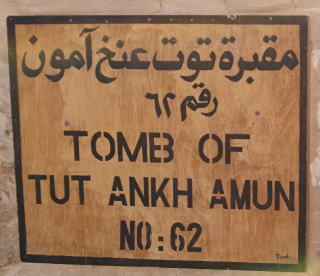 مقبرة توت عنخ آمون
رقم ٦٢
TOMB OF
TUT ANKH AMUN
NO: 62